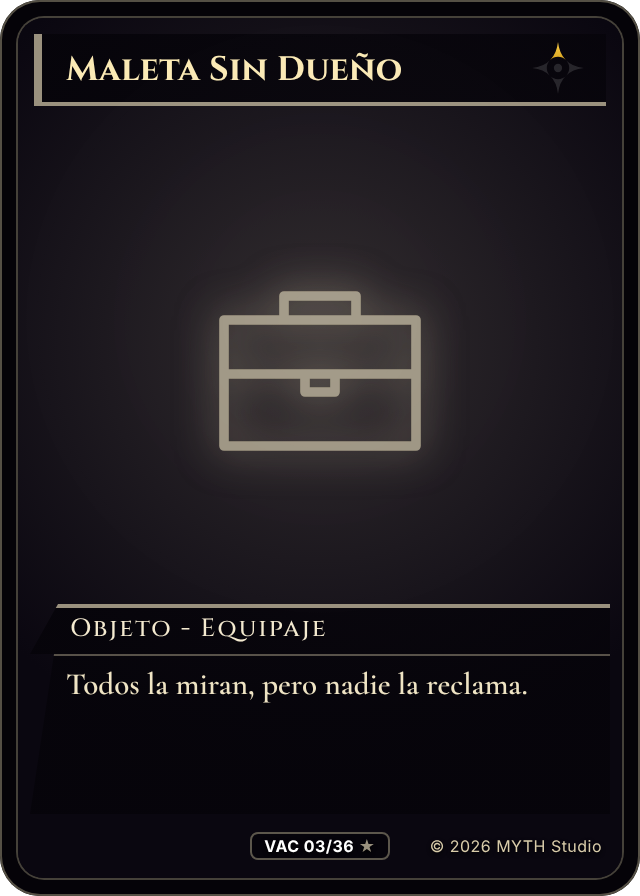 Maleta Sin Dueño
Objeto - Equipaje
Todos la miran, pero nadie la reclama.
VAC 03/36 ★
© 2026 MYTH Studio